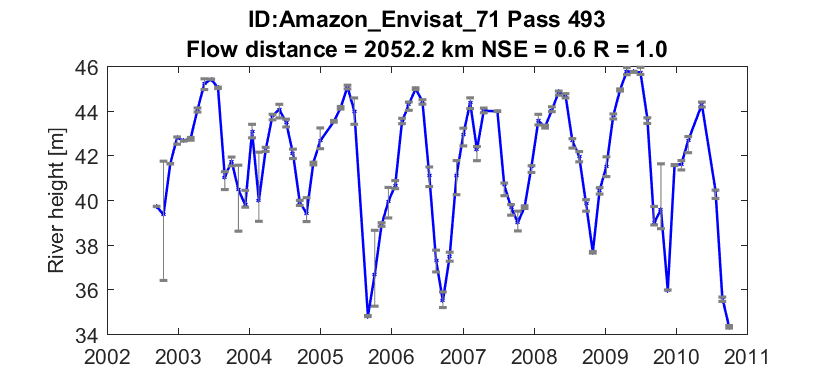 ID:Amazon_Envisat_71 Pass 493
Flow distance = 2052.2 km NSE = 0.6 R = 1.0
River height [m]
46
44
42
40
38
36
34
2002 2003 2004 2005 2006 2007 2008 2009 2010 2011